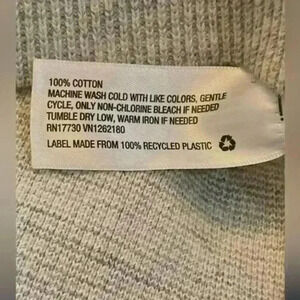 100% COTTON
MACHINE WASH COLD WITH LIKE COLORS, GENTLE
CYCLE, ONLY NON-CHLORINE BLEACH IF NEEDED
TUMBLE DRY LOW, WARM IRON IF NEEDED
RN17730 VN1262180
LABEL MADE FROM 100% RECYCLED PLASTIC